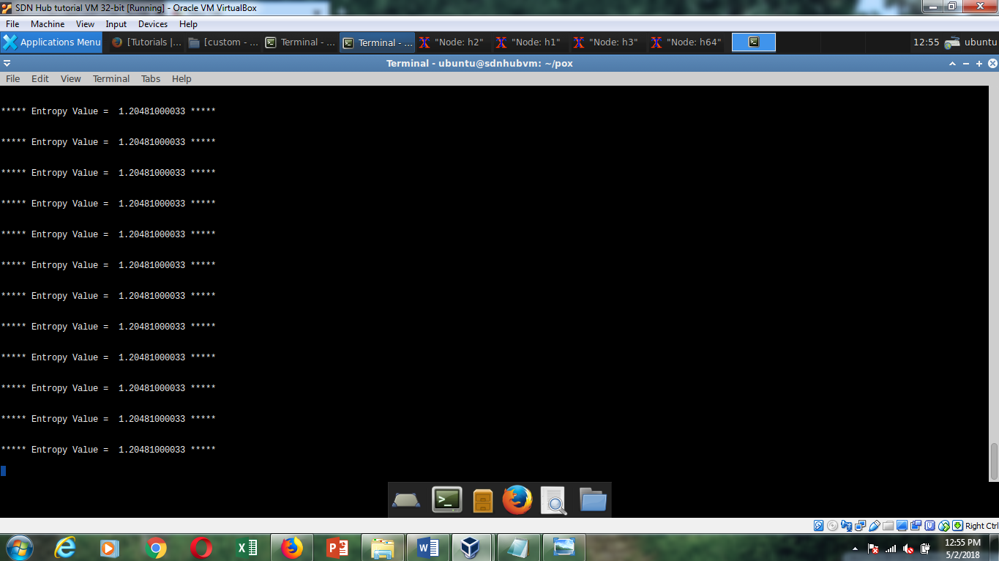 SDN Hub tutorial VM 32-bit [Running] - Oracle VM VirtualBox
File Machine View Input Devices Help
Applications Menu [Tutorials |... [custom - ... Terminal - ... Terminal - ... "Node: h2" "Node: h1" "Node: h3" "Node: h64" 12:55 ubuntu
Terminal - ubuntu@sdnhubvm: ~/pox
File Edit View Terminal Tabs Help
***** Entropy Value =  1.20481000033 *****
***** Entropy Value =  1.20481000033 *****
***** Entropy Value =  1.20481000033 *****
***** Entropy Value =  1.20481000033 *****
***** Entropy Value =  1.20481000033 *****
***** Entropy Value =  1.20481000033 *****
***** Entropy Value =  1.20481000033 *****
***** Entropy Value =  1.20481000033 *****
***** Entropy Value =  1.20481000033 *****
***** Entropy Value =  1.20481000033 *****
***** Entropy Value =  1.20481000033 *****
***** Entropy Value =  1.20481000033 *****
Right Ctrl
12:55 PM
5/2/2018